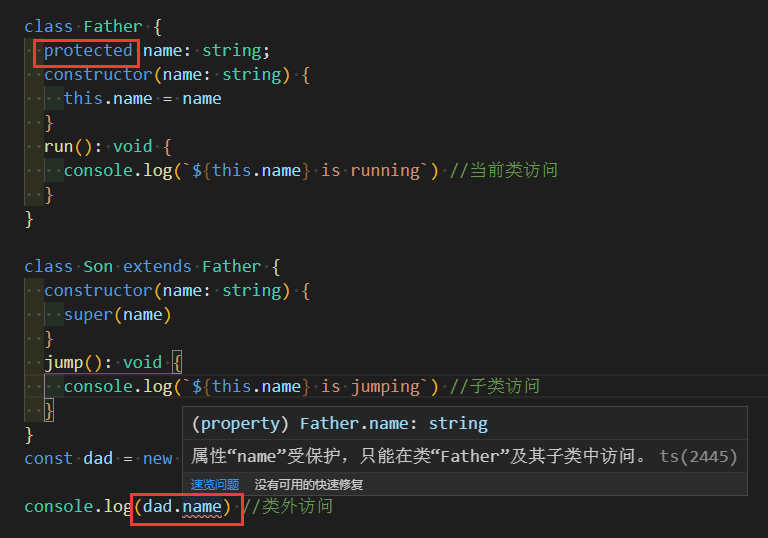 class Father {
  protected name: string;
  constructor(name: string) {
    this.name = name
  }
  run(): void {
    console.log(`${this.name} is running`) //当前类访问
  }
}
class Son extends Father {
  constructor(name: string) {
    super(name)
  }
  jump(): void {
    console.log(`${this.name} is jumping`) //子类访问
  }
}
(property) Father.name: string
属性“name”受保护，只能在类“Father”及其子类中访问。 ts(2445)
const dad = new
速览问题 没有可用的快速修复
console.log(dad.name) //类外访问